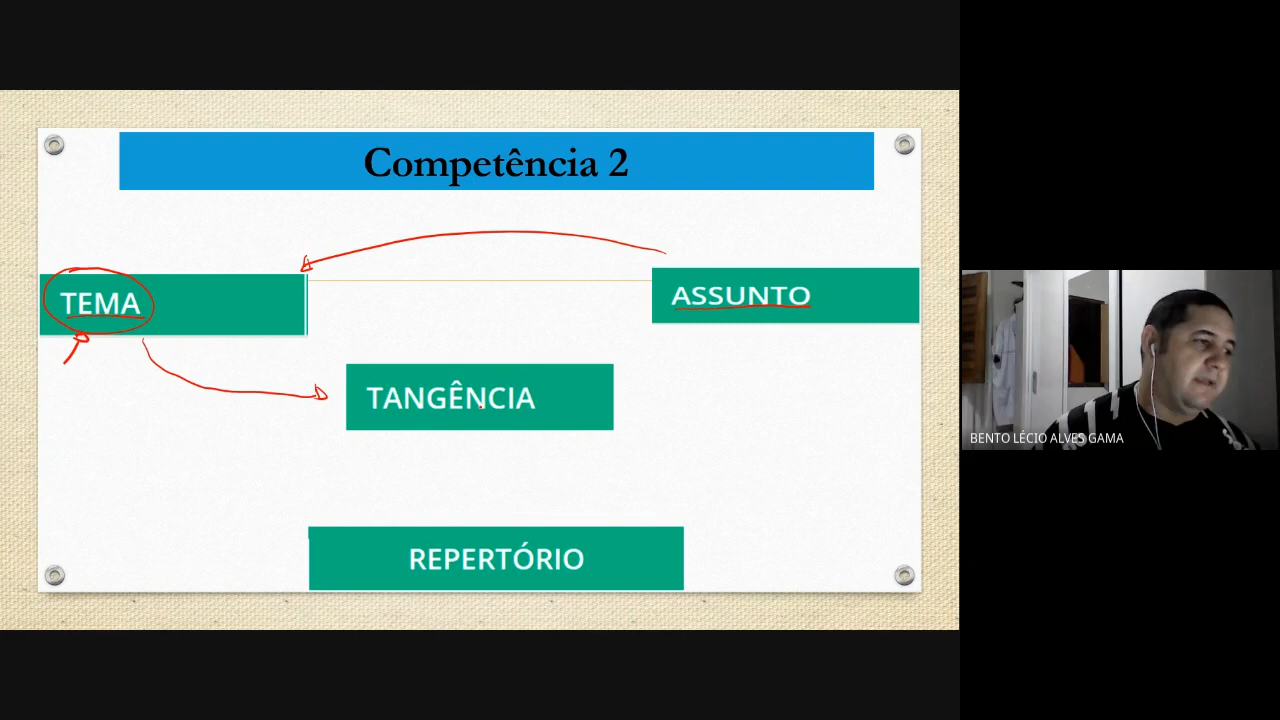 Competência 2
TEMA
ASSUNTO
TANGÊNCIA
REPERTÓRIO
BENTO LÉCIO ALVES GAMA